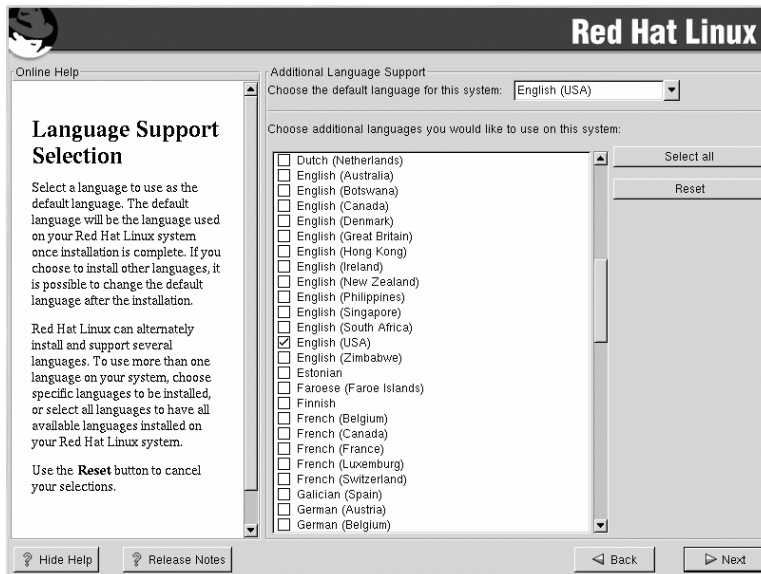 Red Hat Linux
Online Help
Language Support
Selection
Select a language to use as the
default language. The default
language will be the language used
on your Red Hat Linux system
once installation is complete. If you
choose to install other languages, it
is possible to change the default
language after the installation.
Red Hat Linux can alternately
install and support several
languages. To use more than one
language on your system, choose
specific languages to be installed,
or select all languages to have all
available languages installed on
your Red Hat Linux system.
Use the Reset button to cancel
your selections.
Additional Language Support
Choose the default language for this system: English (USA)
Choose additional languages you would like to use on this system:
Dutch (Netherlands)
English (Australia)
English (Botswana)
English (Canada)
English (Denmark)
English (Great Britain)
English (Hong Kong)
English (Ireland)
English (New Zealand)
English (Philippines)
English (Singapore)
English (South Africa)
English (USA)
English (Zimbabwe)
Estonian
Faroese (Faroe Islands)
Finnish
French (Belgium)
French (Canada)
French (France)
French (Luxemburg)
French (Switzerland)
Galician (Spain)
German (Austria)
German (Belgium)
Select all
Reset
Hide Help
Release Notes
Back
Next